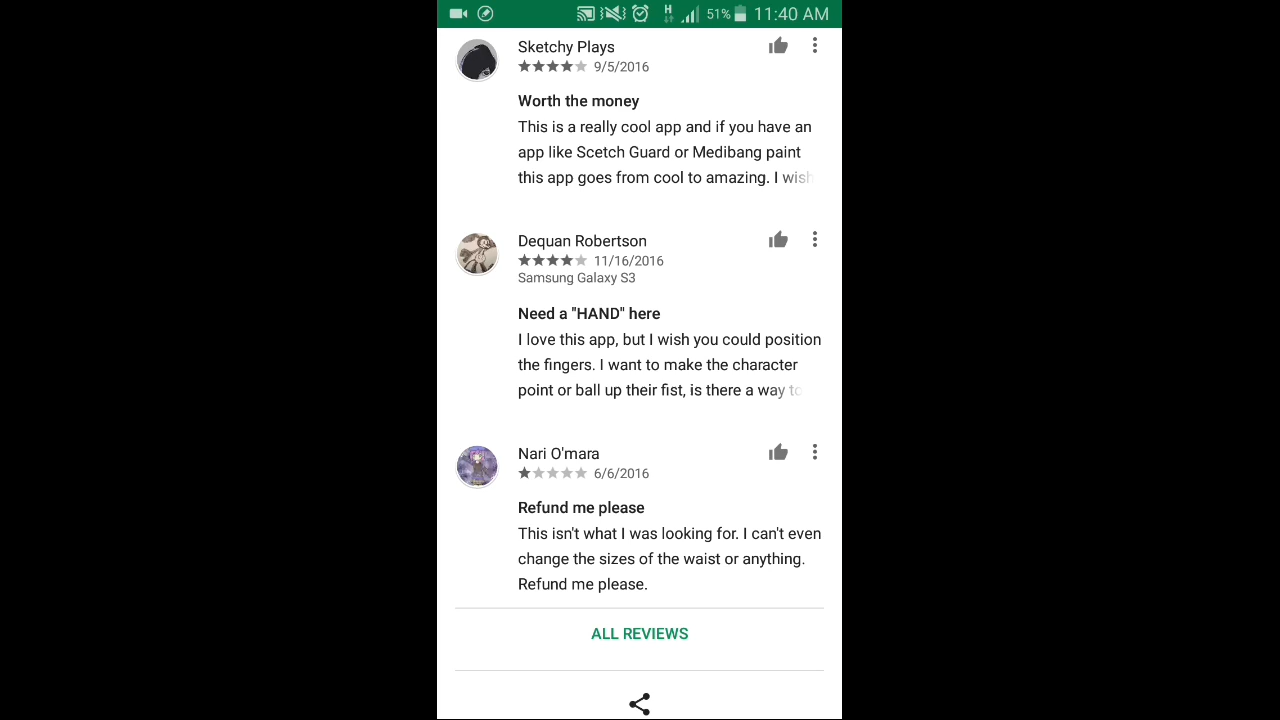 H 51% 11:40 AM
Sketchy Plays
9/5/2016
Worth the money
This is a really cool app and if you have an
app like Scetch Guard or Medibang paint
this app goes from cool to amazing. I wish
Dequan Robertson
11/16/2016
Samsung Galaxy S3
Need a "HAND" here
I love this app, but I wish you could position
the fingers. I want to make the character
point or ball up their fist, is there a way to
Nari O'mara
6/6/2016
Refund me please
This isn't what I was looking for. I can't even
change the sizes of the waist or anything.
Refund me please.
ALL REVIEWS